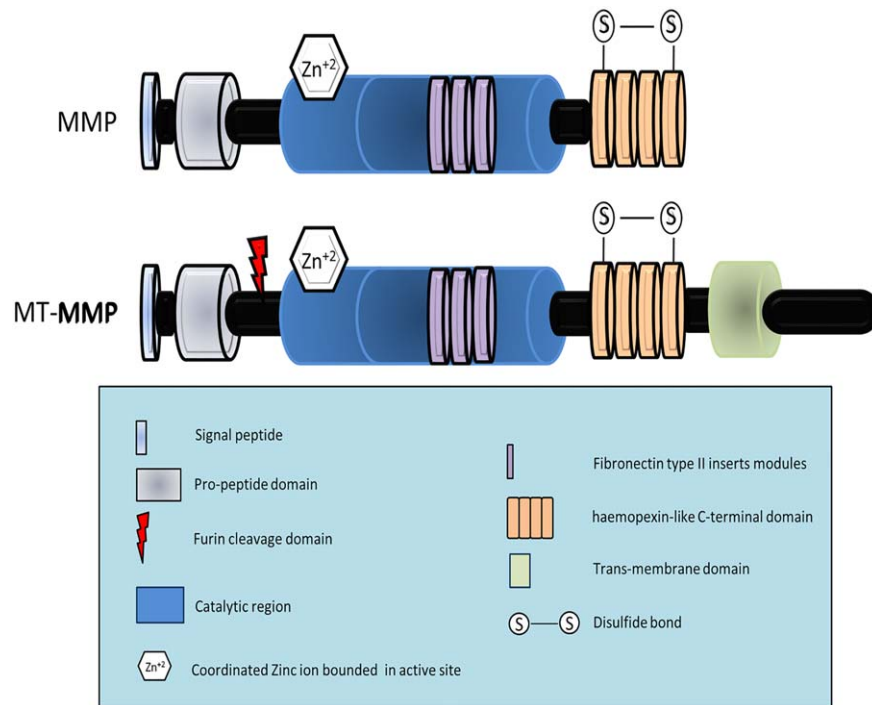 S — S
Zn+2
MMP
S — S
Zn+2
MT-MMP
Signal peptide
Pro-peptide domain
Furin cleavage domain
Catalytic region
Zn+2 Coordinated Zinc ion bounded in active site
Fibronectin type II inserts modules
haemopexin-like C-terminal domain
Trans-membrane domain
S — S Disulfide bond